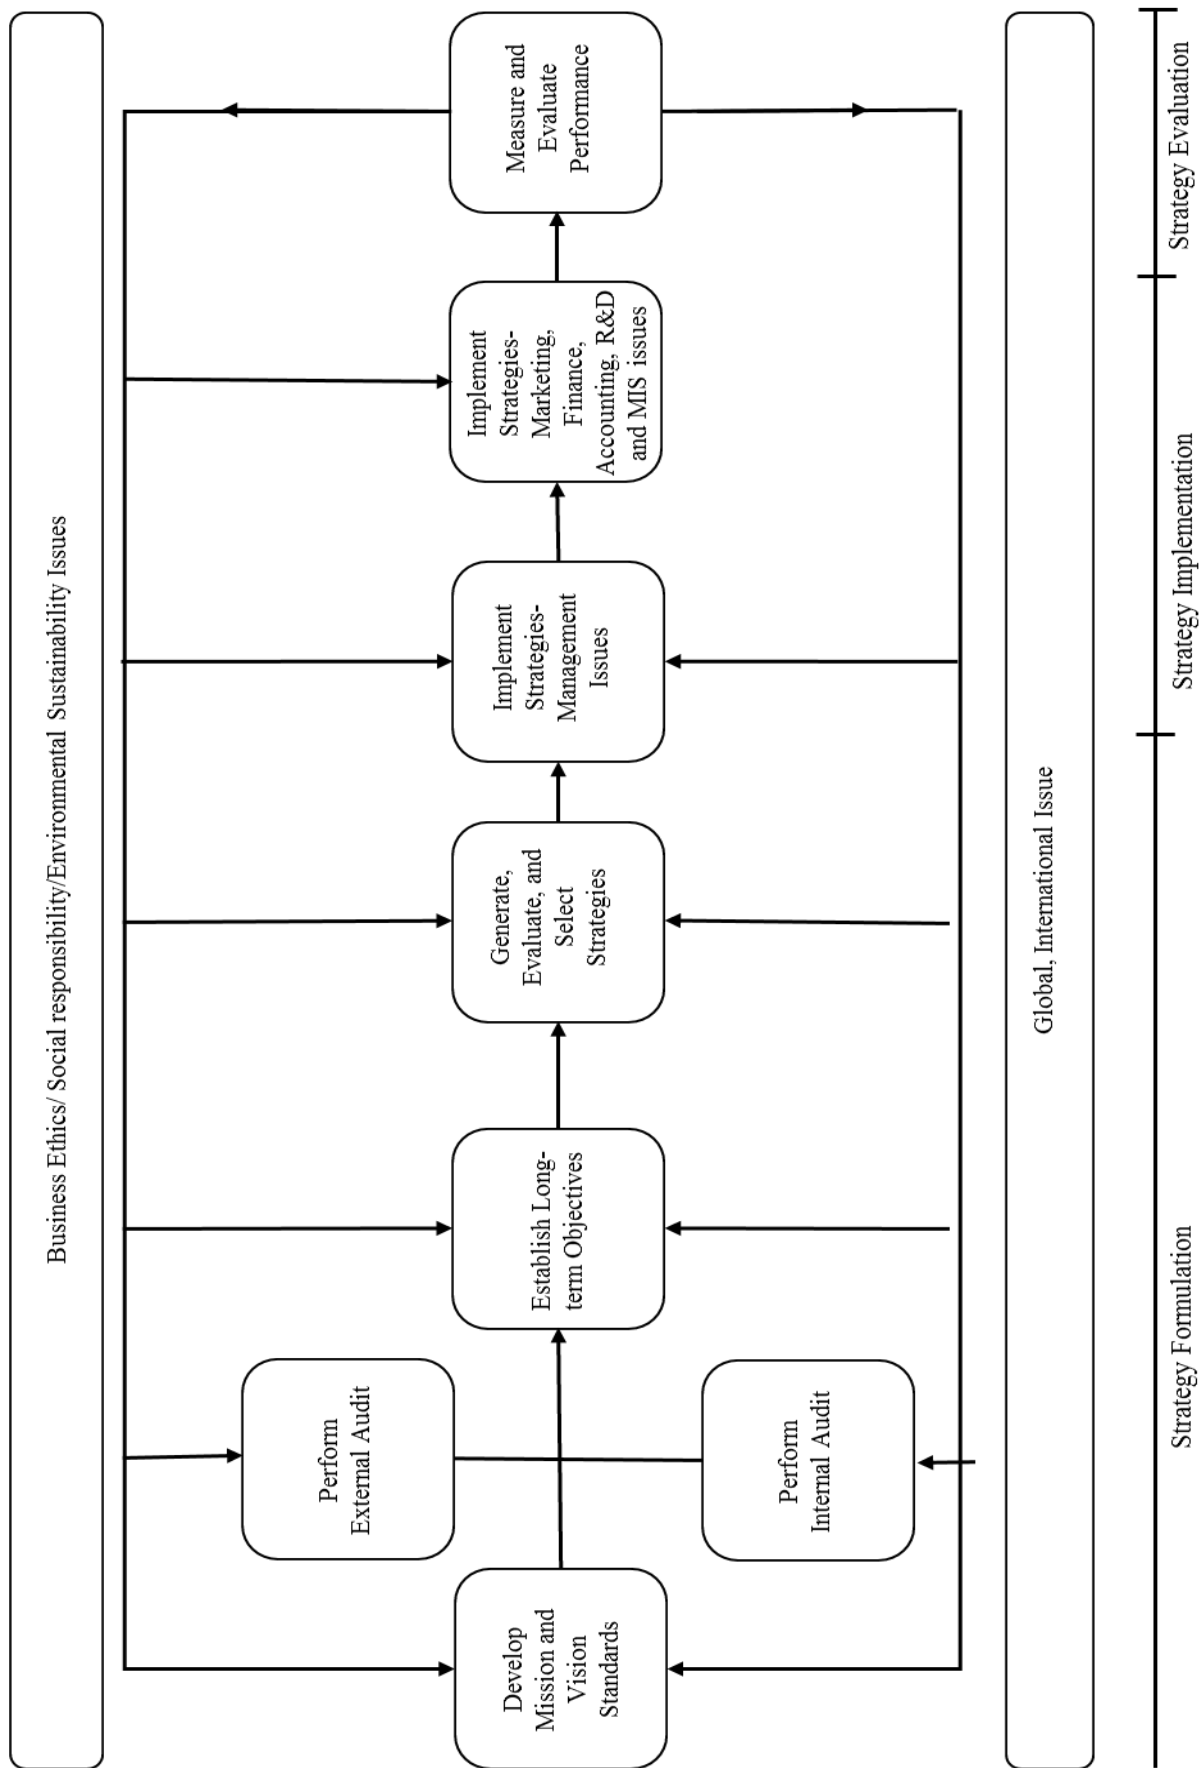 Business Ethics/ Social responsibility/Environmental Sustainability Issues
Perform
External Audit
Develop
Mission and
Vision
Standards
Establish Long-
term Objectives
Generate,
Evaluate, and
Select
Strategies
Implement
Strategies-
Management
Issues
Implement
Strategies-
Marketing,
Finance,
Accounting, R&D
and MIS issues
Measure and
Evaluate
Performance
Perform
Internal Audit
Global, International Issue
Strategy Formulation
Strategy Implementation
Strategy Evaluation